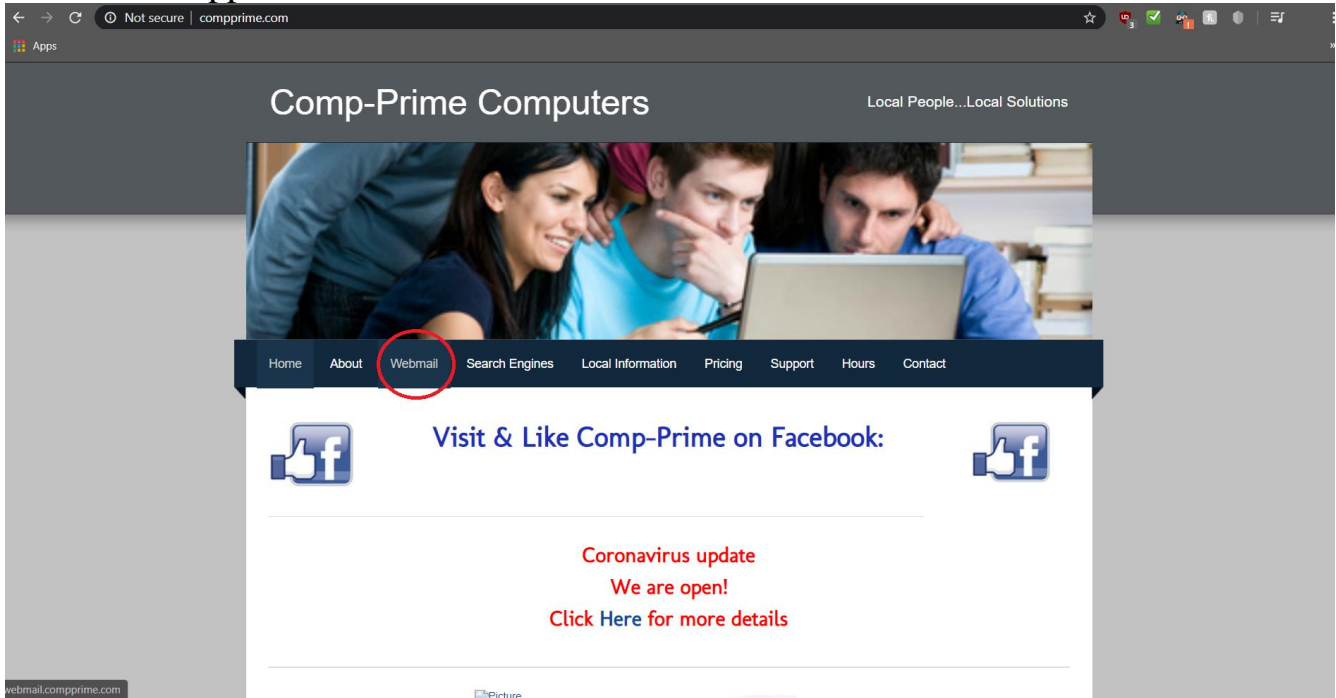 Not secure | compprime.com
Apps
Comp-Prime Computers
Local People...Local Solutions
Home About Webmail Search Engines Local Information Pricing Support Hours Contact
Visit & Like Comp-Prime on Facebook:
Coronavirus update
We are open!
Click Here for more details
Picture
webmail.compprime.com